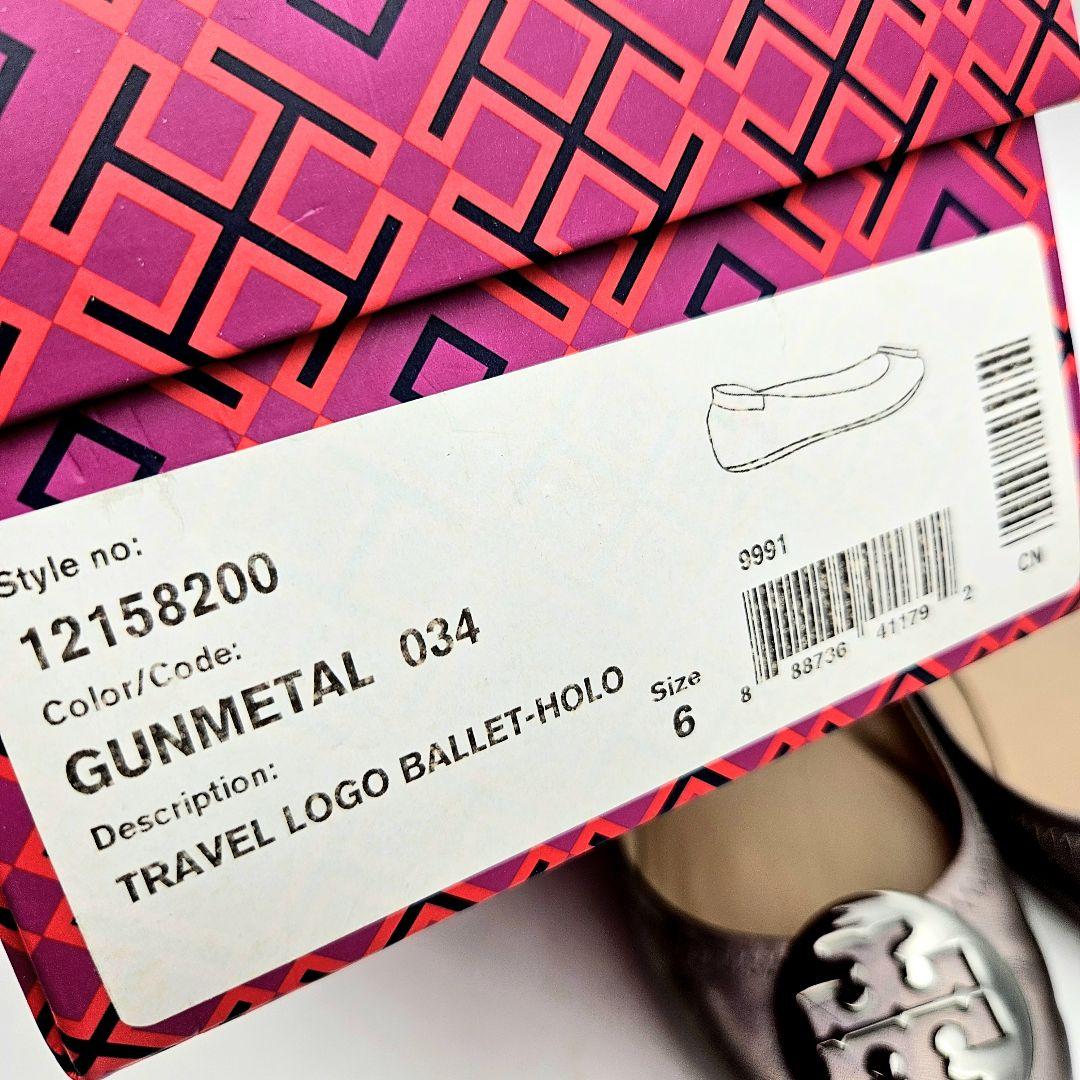 Style no:
12158200
Color/Code:
GUNMETAL 034
Description:
TRAVEL LOGO BALLET-HOLO
Size
6
9991
8 88736 41179 2
CN